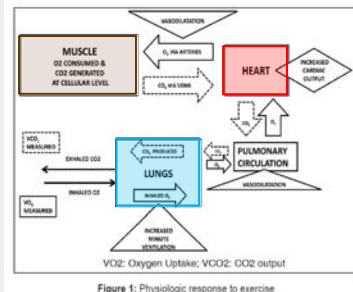 VASODILATATION
MUSCLE
O2 CONSUMED &
CO2 GENERATED
AT CELLULAR LEVEL
O₂ VIA ARTERIES
CO₂ VIA VEINS
HEART
INCREASED
CARDIAC
OUTPUT
CO₂
O₂
VCO₂
MEASURED
EXHALED CO2
INHALED O2
VO₂
MEASURED
CO₂ PRODUCED
LUNGS
INHALED O₂
CO₂
O₂
PULMONARY
CIRCULATION
VASODILATATION
INCREASED
MINUTE
VENTILATION
VO2: Oxygen Uptake; VCO2: CO2 output
Figure 1: Physiologic response to exercise